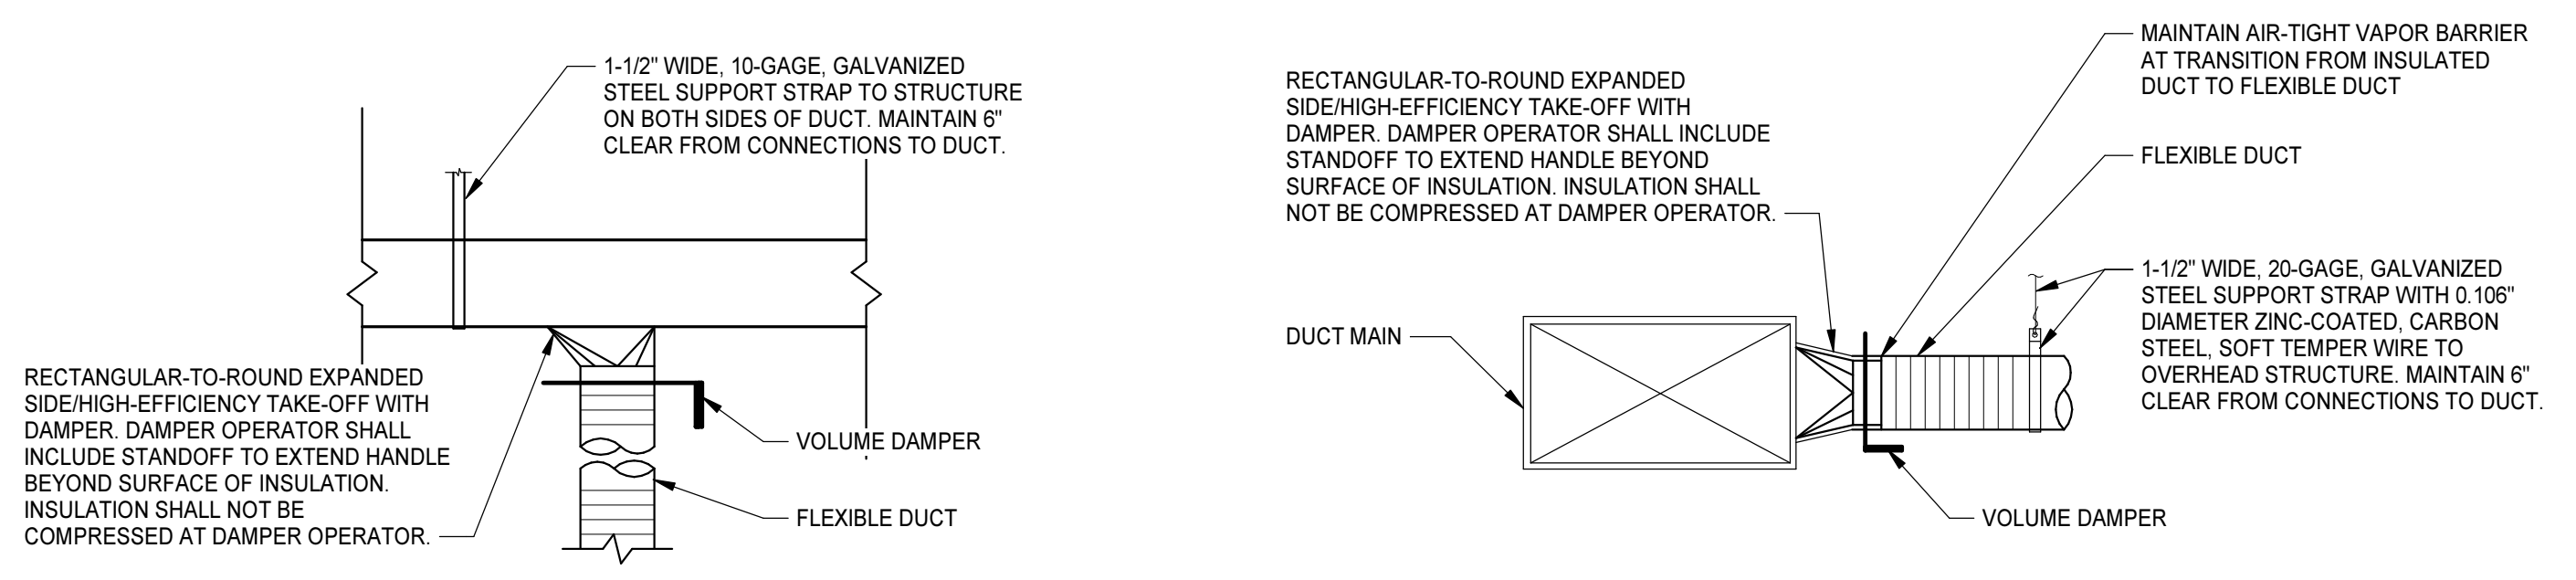 1-1/2" WIDE, 10-GAGE, GALVANIZED
STEEL SUPPORT STRAP TO STRUCTURE
ON BOTH SIDES OF DUCT. MAINTAIN 6"
CLEAR FROM CONNECTIONS TO DUCT.
RECTANGULAR-TO-ROUND EXPANDED
SIDE/HIGH-EFFICIENCY TAKE-OFF WITH
DAMPER. DAMPER OPERATOR SHALL
INCLUDE STANDOFF TO EXTEND HANDLE
BEYOND SURFACE OF INSULATION.
INSULATION SHALL NOT BE
COMPRESSED AT DAMPER OPERATOR.
VOLUME DAMPER
FLEXIBLE DUCT
RECTANGULAR-TO-ROUND EXPANDED
SIDE/HIGH-EFFICIENCY TAKE-OFF WITH
DAMPER. DAMPER OPERATOR SHALL INCLUDE
STANDOFF TO EXTEND HANDLE BEYOND
SURFACE OF INSULATION. INSULATION SHALL
NOT BE COMPRESSED AT DAMPER OPERATOR.
DUCT MAIN
MAINTAIN AIR-TIGHT VAPOR BARRIER
AT TRANSITION FROM INSULATED
DUCT TO FLEXIBLE DUCT
FLEXIBLE DUCT
1-1/2" WIDE, 20-GAGE, GALVANIZED
STEEL SUPPORT STRAP WITH 0.106"
DIAMETER ZINC-COATED, CARBON
STEEL, SOFT TEMPER WIRE TO
OVERHEAD STRUCTURE. MAINTAIN 6"
CLEAR FROM CONNECTIONS TO DUCT.
VOLUME DAMPER